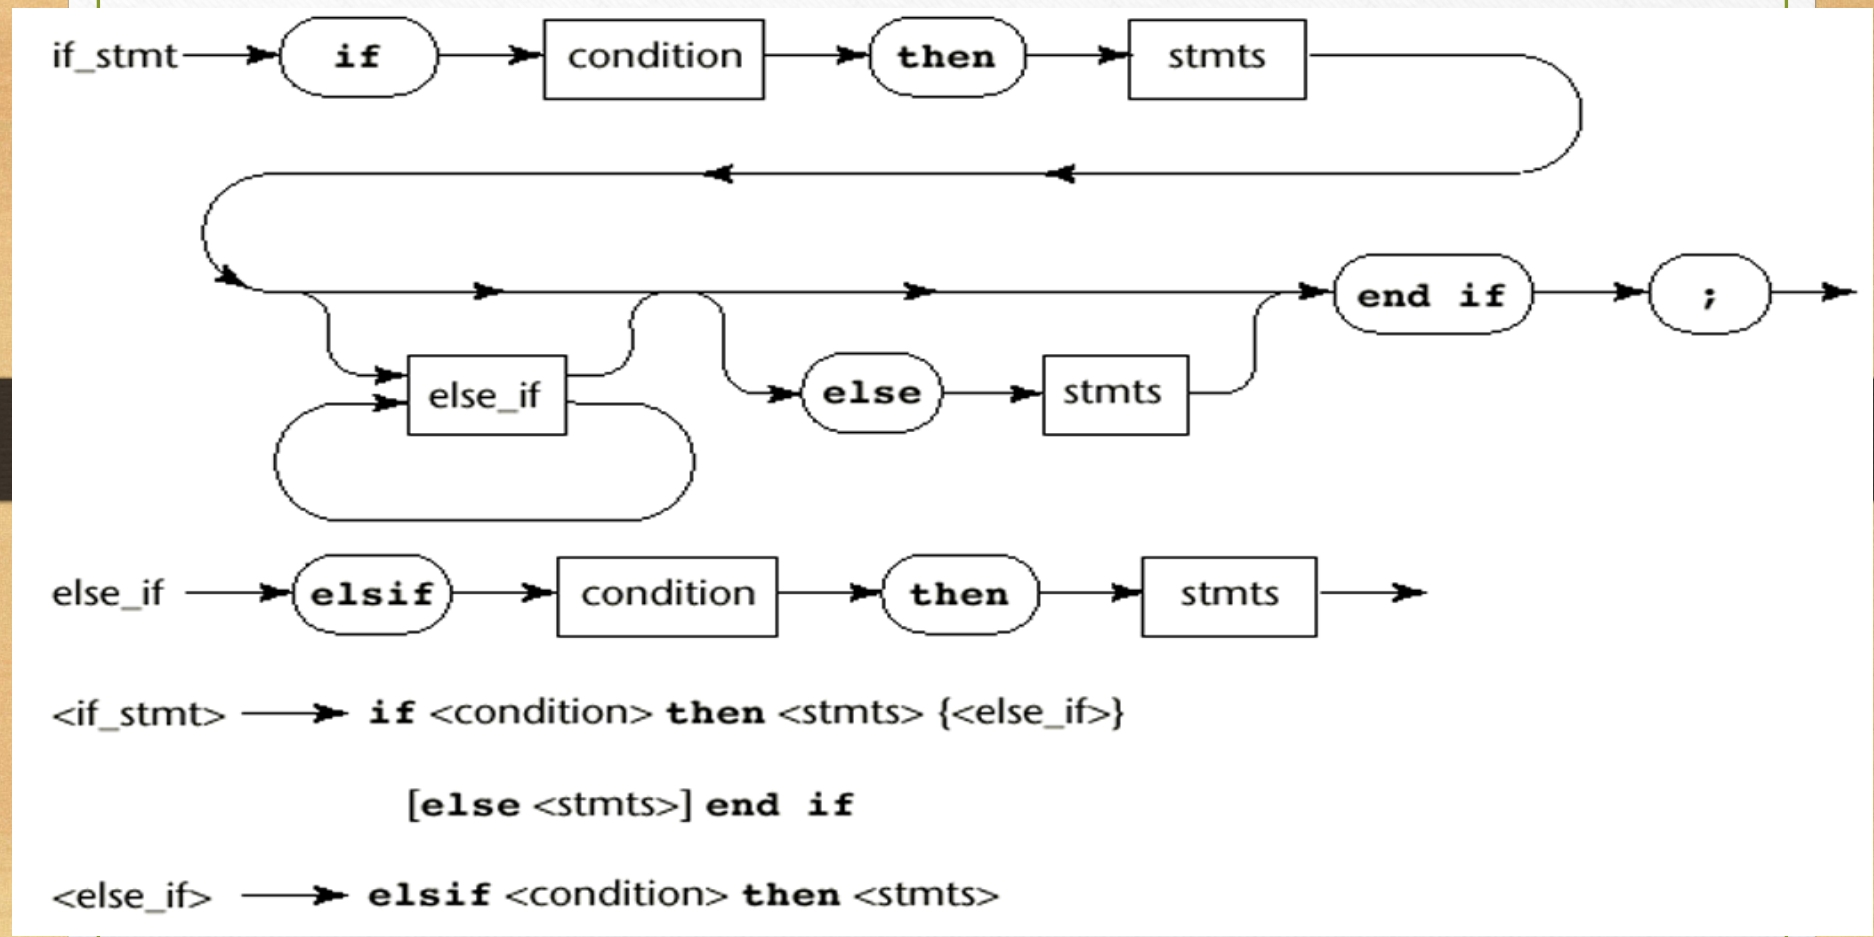 if_stmt if condition then stmts
end if ;
else_if else stmts
else_if elsif condition then stmts
<if_stmt> if <condition> then <stmts> {<else_if>}
[else <stmts>] end if
<else_if> elsif <condition> then <stmts>